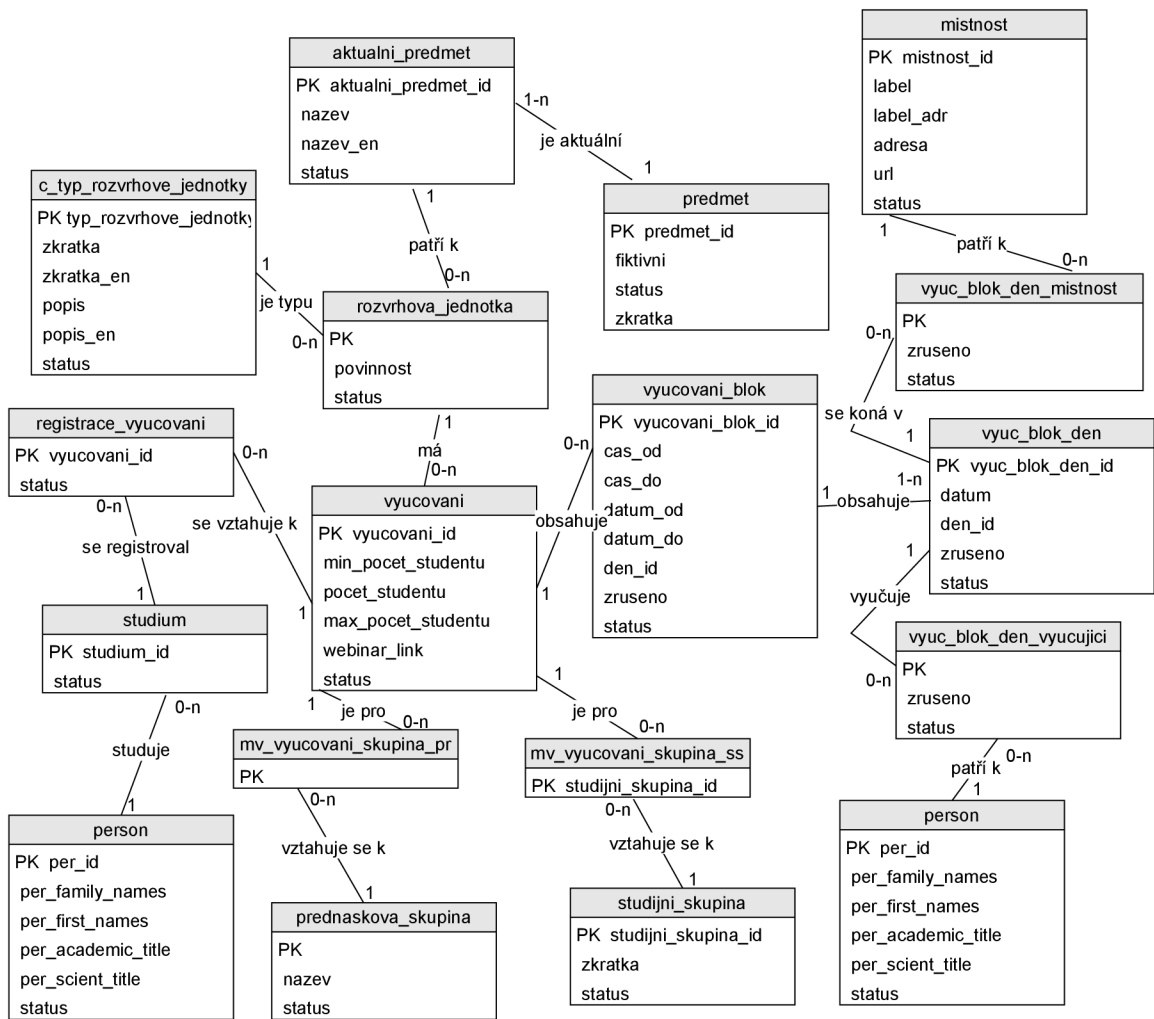 mistnost
PK mistnost_id
label
label_adr
adresa
url
status
1
patří k
0-n
aktualni_predmet
PK aktualni_predmet_id
nazev
nazev_en
status
1-n
je aktuální
1
predmet
PK predmet_id
fiktivni
status
zkratka
c_typ_rozvrhove_jednotky
PK typ_rozvrhove_jednotky
zkratka
zkratka_en
popis
popis_en
status
1
je typu
0-n
1
patří k
0-n
rozvrhova_jednotka
PK
povinnost
status
1
má
0-n
vyuc_blok_den_mistnost
PK
zruseno
status
0-n
se koná v
1
vyucovani_blok
PK vyucovani_blok_id
cas_od
cas_do
datum_od
datum_do
den_id
zruseno
status
0-n
obsahuje
1
1
obsahuje
1-n
vyuc_blok_den
PK vyuc_blok_den_id
datum
den_id
zruseno
status
1
vyučuje
0-n
registrace_vyucovani
PK vyucovani_id
status
0-n
se vztahuje k
1
0-n
se registroval
1
vyucovani
PK vyucovani_id
min_pocet_studentu
pocet_studentu
max_pocet_studentu
webinar_link
status
1
je pro
0-n
1
je pro
0-n
studium
PK studium_id
status
0-n
studuje
1
vyuc_blok_den_vyucujici
PK
zruseno
status
0-n
patří k
1
mv_vyucovani_skupina_pr
PK
0-n
vztahuje se k
1
mv_vyucovani_skupina_ss
PK studijni_skupina_id
0-n
vztahuje se k
1
person
PK per_id
per_family_names
per_first_names
per_academic_title
per_scient_title
status
prednaskova_skupina
PK
nazev
status
studijni_skupina
PK studijni_skupina_id
zkratka
status
person
PK per_id
per_family_names
per_first_names
per_academic_title
per_scient_title
status